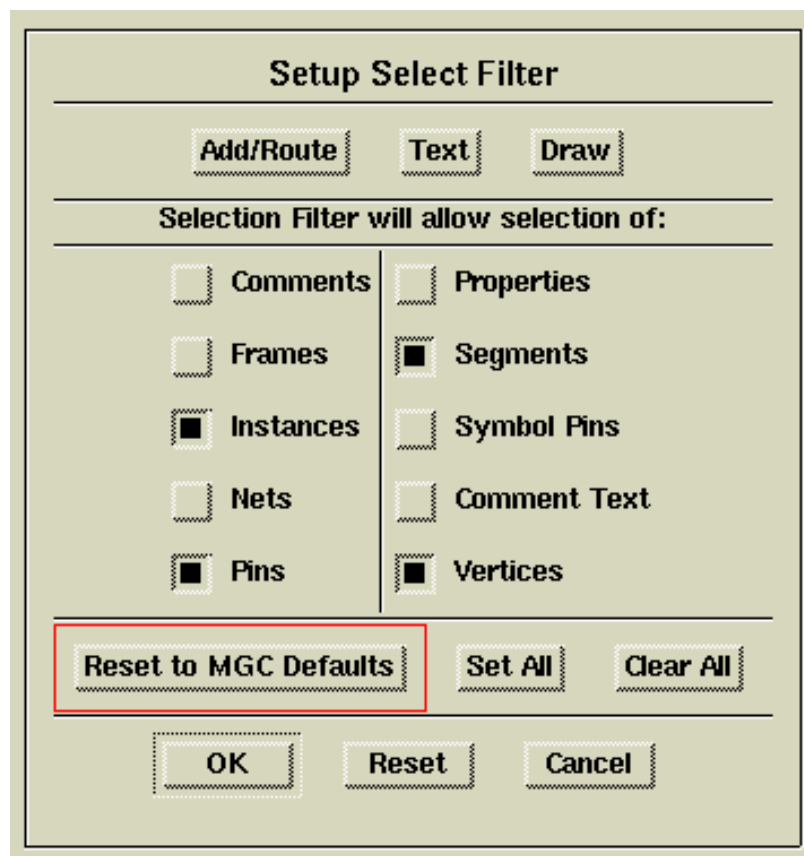 Setup Select Filter
Add/Route Text Draw
Selection Filter will allow selection of:
Comments Properties
Frames Segments
Instances Symbol Pins
Nets Comment Text
Pins Vertices
Reset to MGC Defaults Set All Clear All
OK Reset Cancel